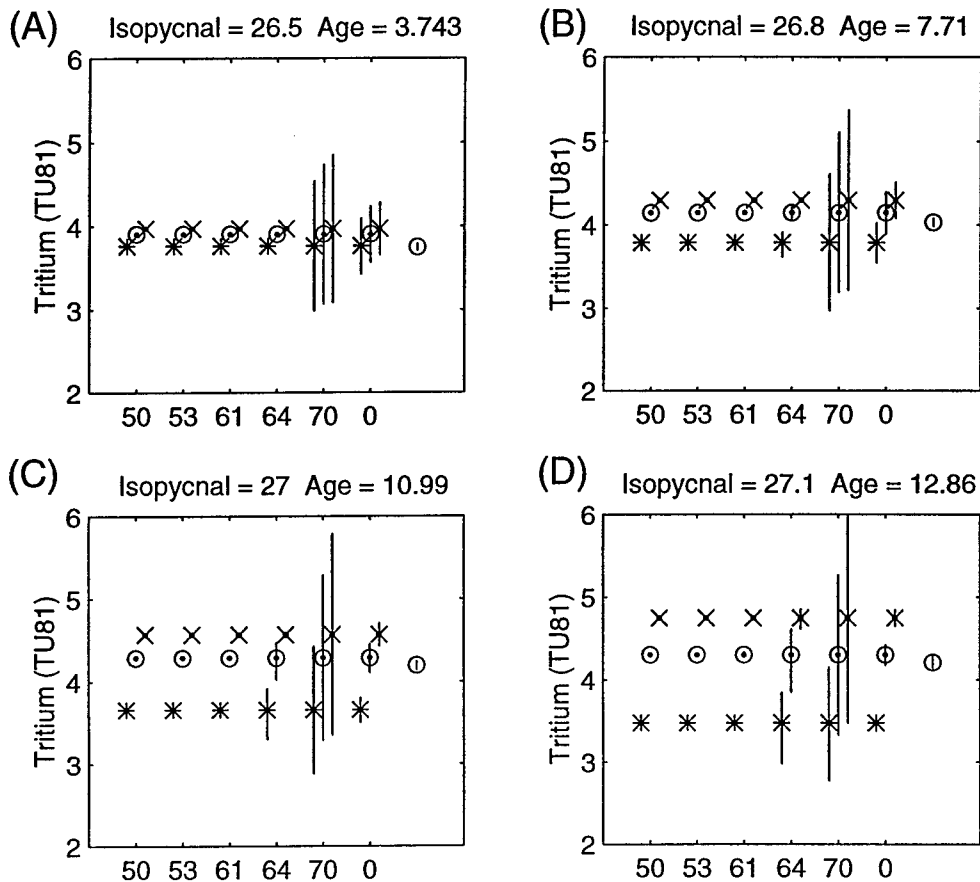 (A) Isopycnal = 26.5 Age = 3.743
6
5
4
3
2
Tritium (TU81)
50 53 61 64 70 0
(B) Isopycnal = 26.8 Age = 7.71
6
5
4
3
2
Tritium (TU81)
50 53 61 64 70 0
(C) Isopycnal = 27 Age = 10.99
6
5
4
3
2
Tritium (TU81)
50 53 61 64 70 0
(D) Isopycnal = 27.1 Age = 12.86
6
5
4
3
2
Tritium (TU81)
50 53 61 64 70 0